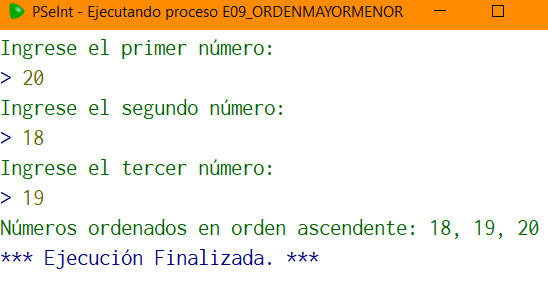 PSeInt - Ejecutando proceso E09_ORDENMAYORMENOR
Ingrese el primer número:
> 20
Ingrese el segundo número:
> 18
Ingrese el tercer número:
> 19
Números ordenados en orden ascendente: 18, 19, 20
*** Ejecución Finalizada. ***